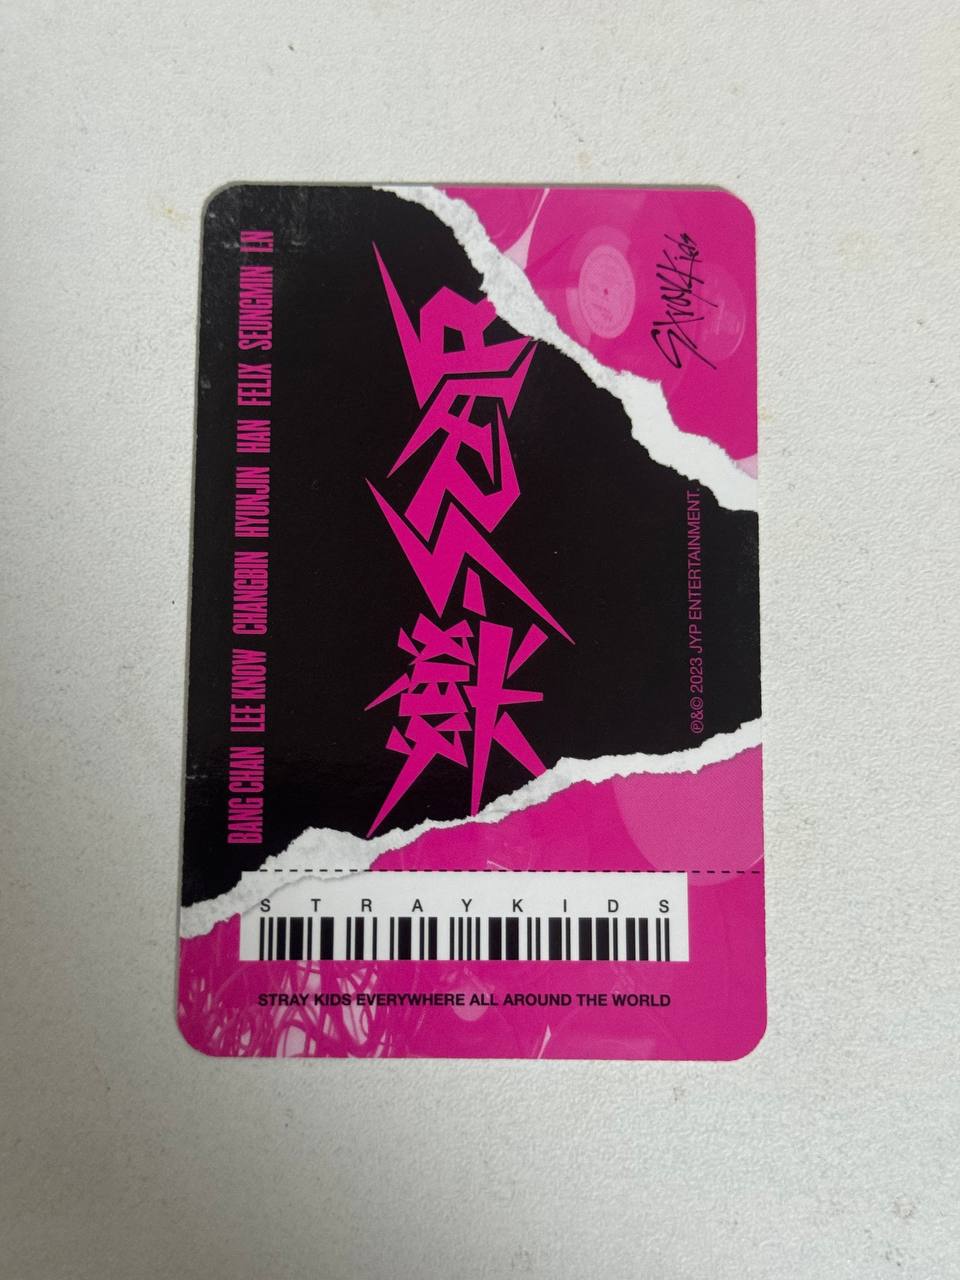 BANG CHAN LEE KNOW CHANGBIN HYUNJIN HAN FELIX SEUNGMIN I.N
樂-STAR
Stray Kids
℗&© 2023 JYP ENTERTAINMENT.
STRAYKIDS
STRAY KIDS EVERYWHERE ALL AROUND THE WORLD